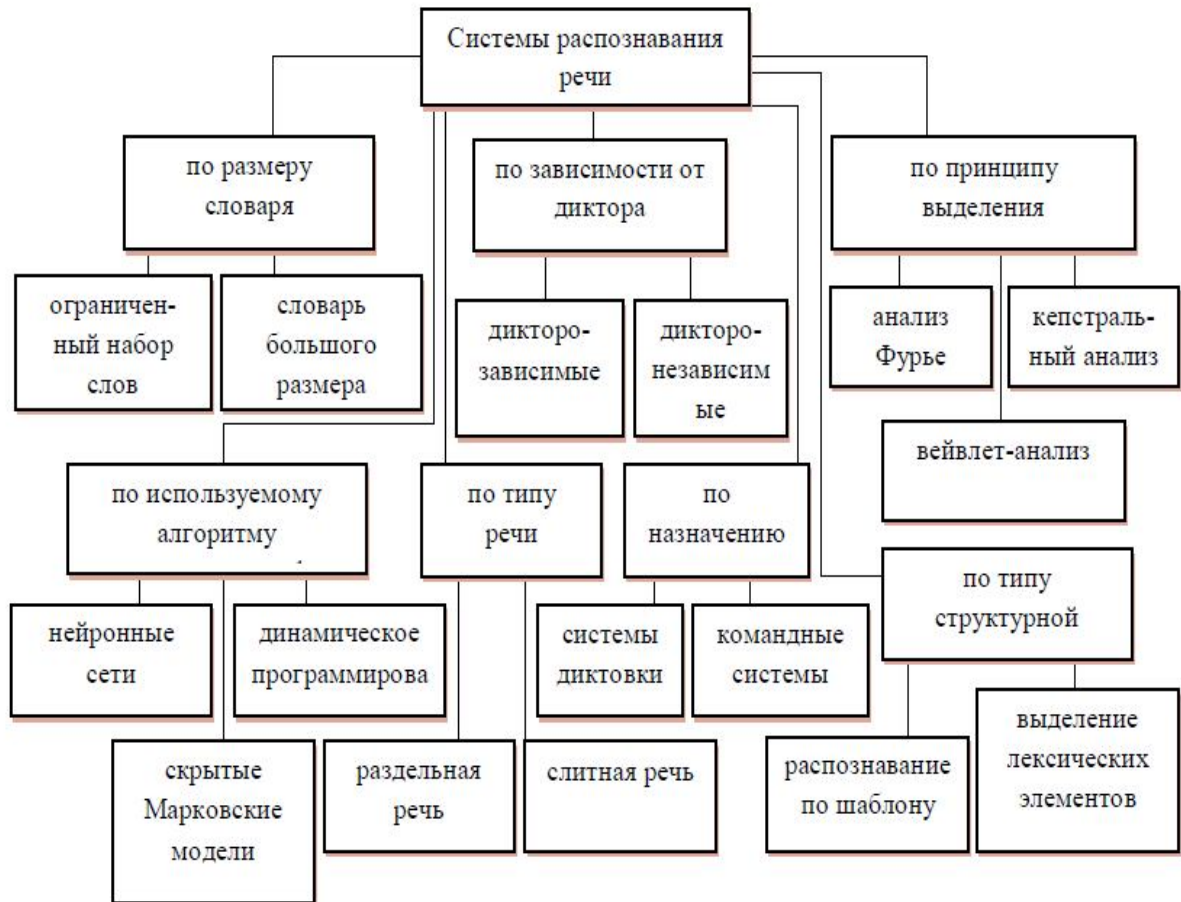 Системы распознавания
речи
по размеру
словаря
по зависимости от
диктора
по принципу
выделения
ограничен-
ный набор
слов
словарь
большого
размера
дикторо-
зависимые
дикторо-
независим
ые
анализ
Фурье
кепстраль-
ный анализ
вейвлет-анализ
по используемому
алгоритму
по типу
речи
по
назначению
по типу
структурной
нейронные
сети
динамическое
программирова
системы
диктовки
командные
системы
скрытые
Марковские
модели
раздельная
речь
слитная речь
распознавание
по шаблону
выделение
лексических
элементов